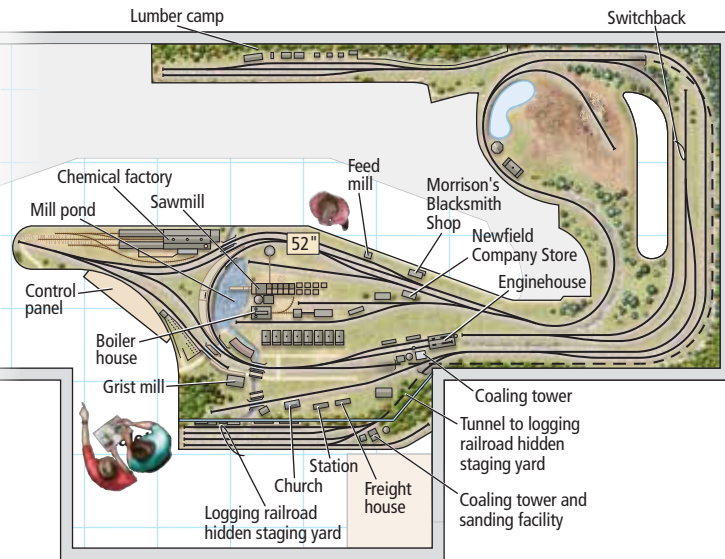 Lumber camp
Switchback
Chemical factory
Mill pond
Sawmill
Feed
mill
Morrison's
Blacksmith
Shop
52"
Newfield
Company Store
Enginehouse
Control
panel
Boiler
house
Grist mill
Coaling tower
Tunnel to logging
railroad hidden
staging yard
Station
Church
Freight
house
Coaling tower and
sanding facility
Logging railroad
hidden staging yard